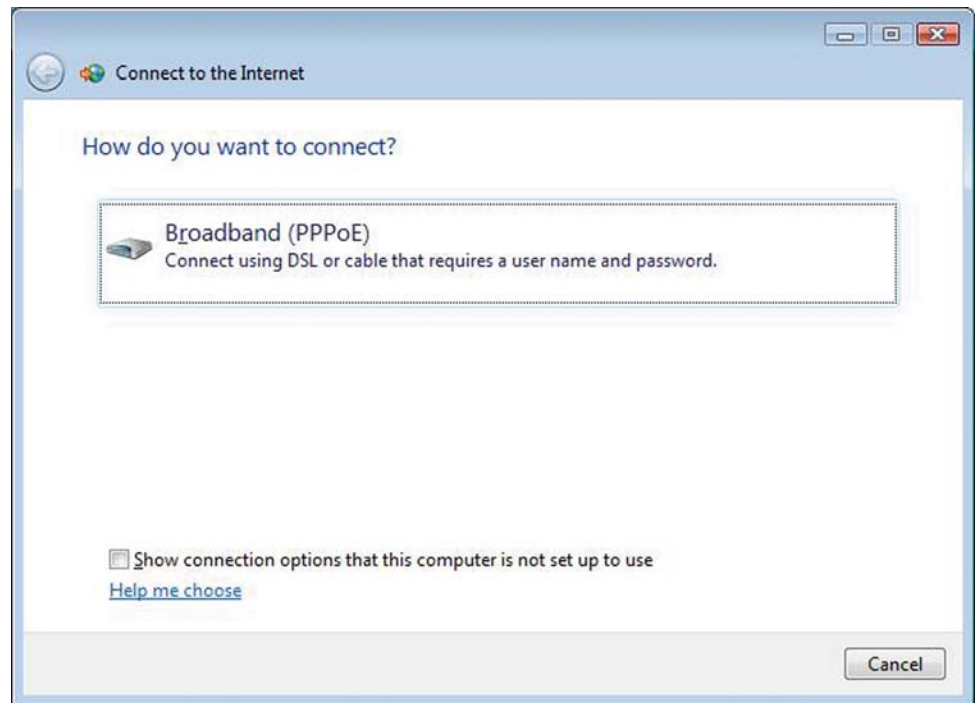 Connect to the Internet
How do you want to connect?
Broadband (PPPoE)
Connect using DSL or cable that requires a user name and password.
Show connection options that this computer is not set up to use
Help me choose
Cancel